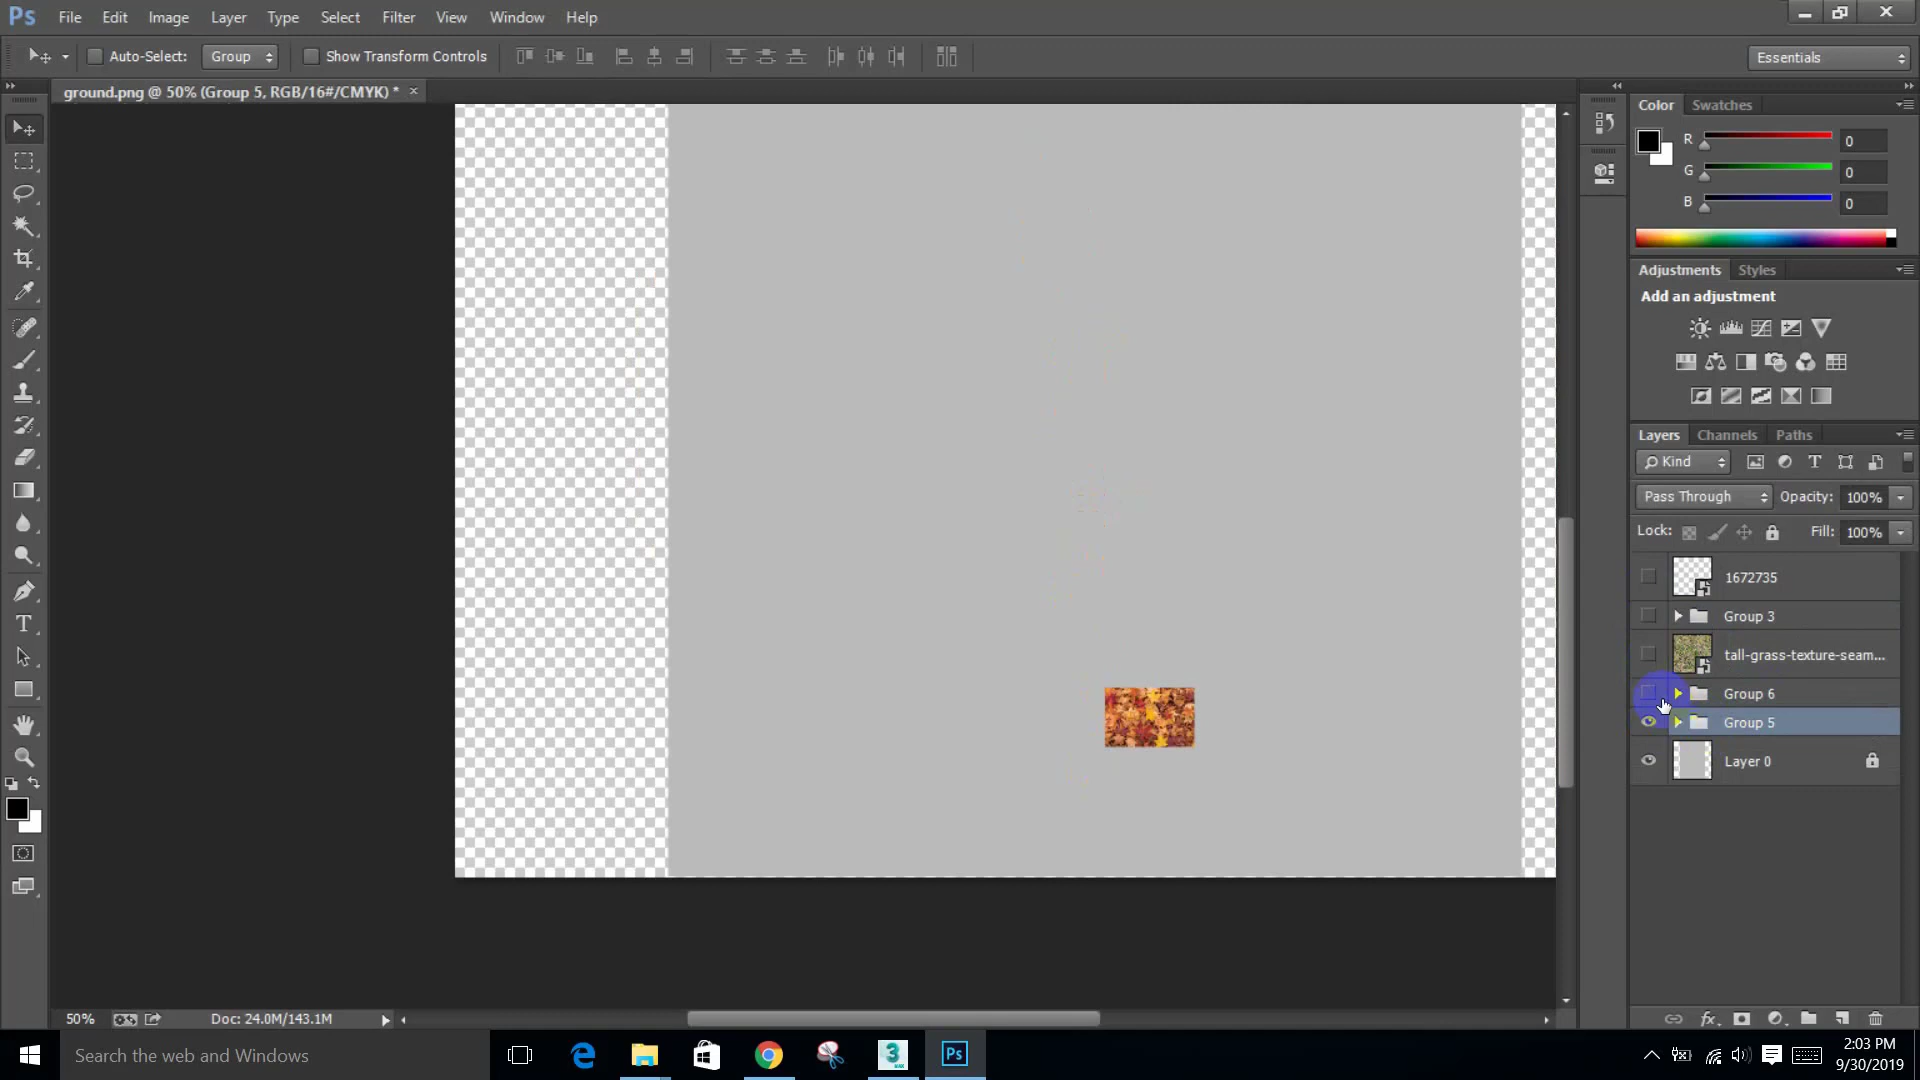 Ps File Edit Image Layer Type Select Filter View Window Help
Auto-Select: Group Show Transform Controls Essentials
ground.png @ 50% (Group 5, RGB/16#/CMYK) *
Color Swatches
R 0
G 0
B 0
Adjustments Styles
Add an adjustment
Layers Channels Paths
Kind
Pass Through Opacity: 100%
Lock: Fill: 100%
1672735
Group 3
tall-grass-texture-seam...
Group 6
Group 5
Layer 0
50% Doc: 24.0M/143.1M
Search the web and Windows
Ps
2:03 PM
9/30/2019